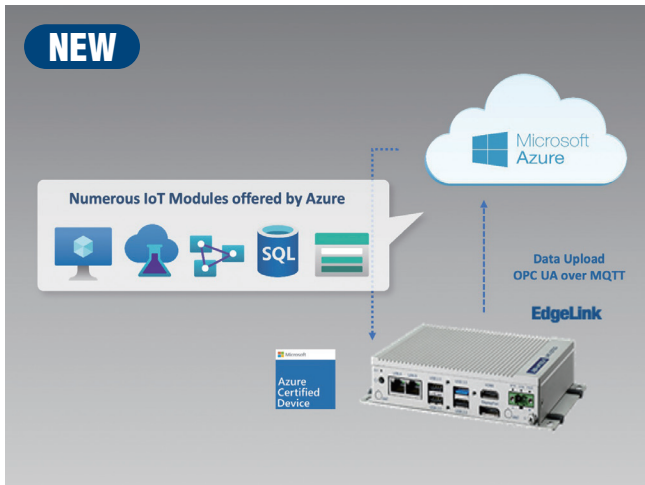 NEW
Microsoft
Azure
Numerous IoT Modules offered by Azure
SQL
Data Upload
OPC UA over MQTT
EdgeLink
Microsoft
Azure
Certified
Device